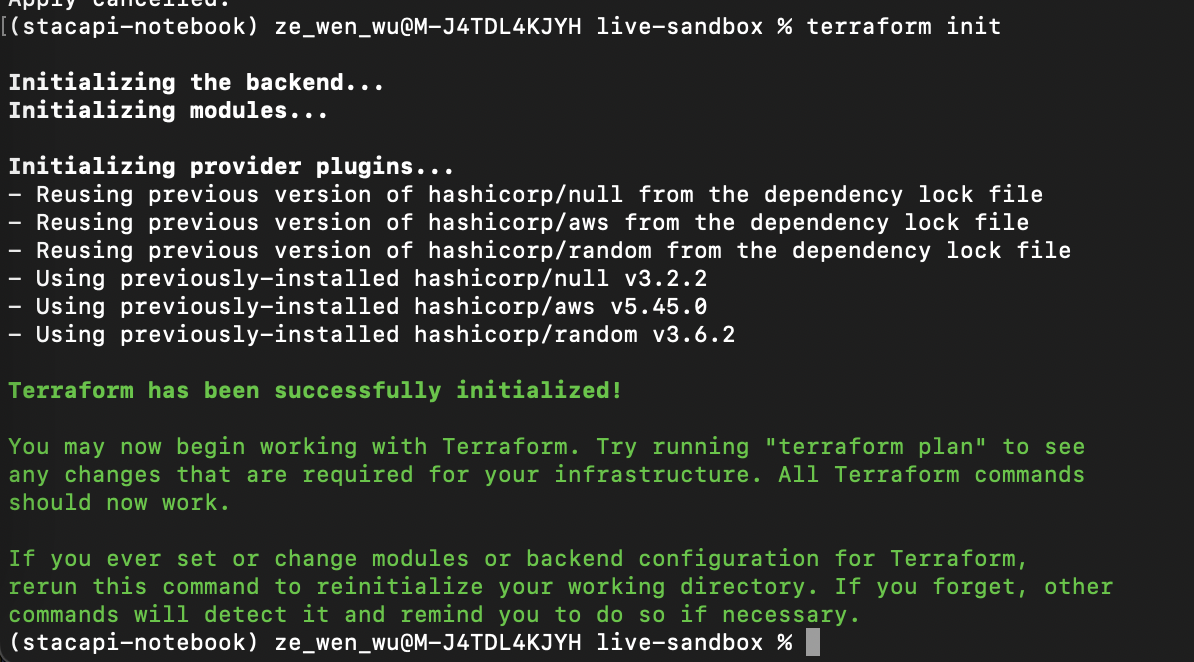 Apply cancelled.
[(stacapi-notebook) ze_wen_wu@M-J4TDL4KJYH live-sandbox % terraform init
Initializing the backend...
Initializing modules...
Initializing provider plugins...
- Reusing previous version of hashicorp/null from the dependency lock file
- Reusing previous version of hashicorp/aws from the dependency lock file
- Reusing previous version of hashicorp/random from the dependency lock file
- Using previously-installed hashicorp/null v3.2.2
- Using previously-installed hashicorp/aws v5.45.0
- Using previously-installed hashicorp/random v3.6.2
Terraform has been successfully initialized!
You may now begin working with Terraform. Try running "terraform plan" to see
any changes that are required for your infrastructure. All Terraform commands
should now work.
If you ever set or change modules or backend configuration for Terraform,
rerun this command to reinitialize your working directory. If you forget, other
commands will detect it and remind you to do so if necessary.
(stacapi-notebook) ze_wen_wu@M-J4TDL4KJYH live-sandbox %